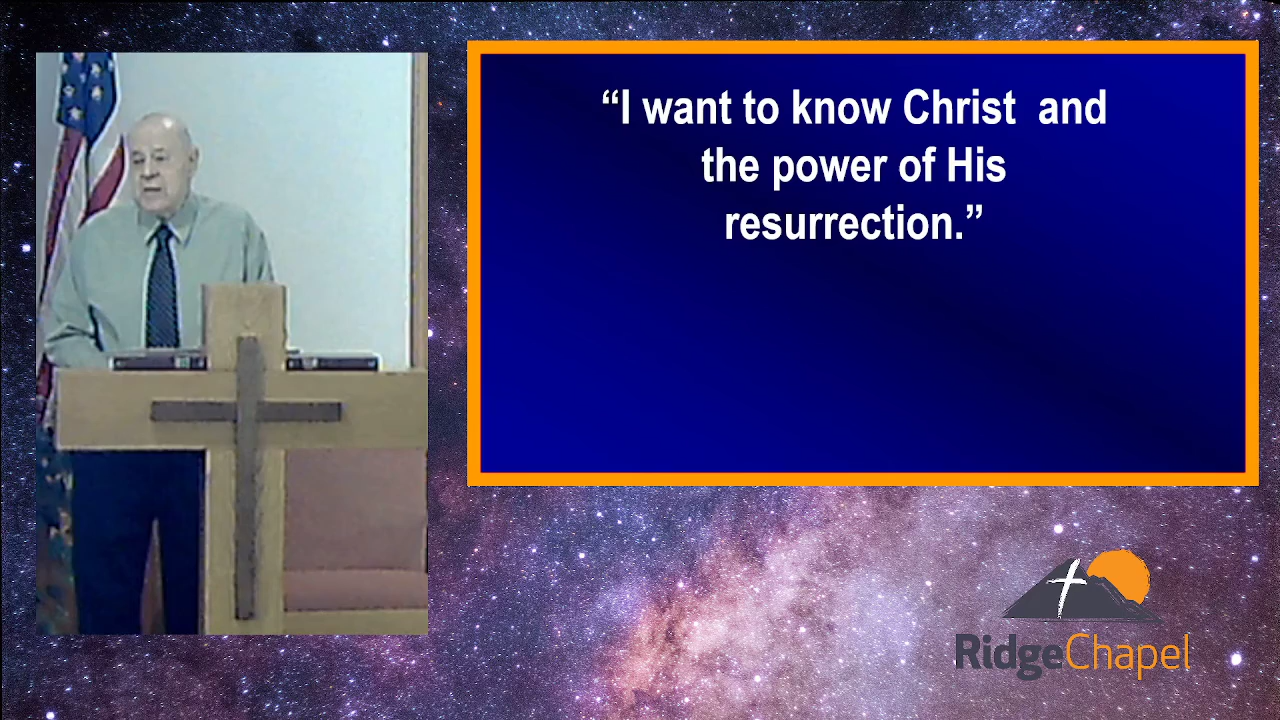 “I want to know Christ  and
the power of His
resurrection.”
RidgeChapel